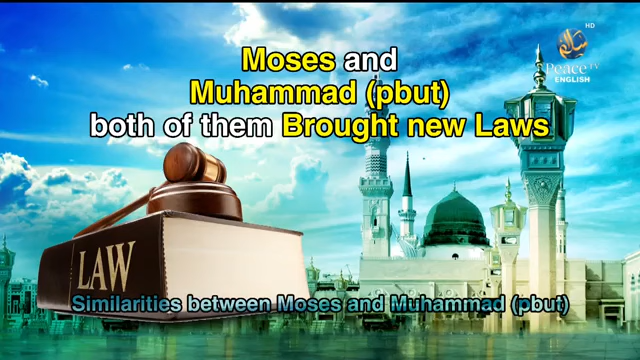 HD
Peace TV
ENGLISH
Moses and
Muhammad (pbut)
both of them Brought new Laws
LAW
Similarities between Moses and Muhammad (pbut)